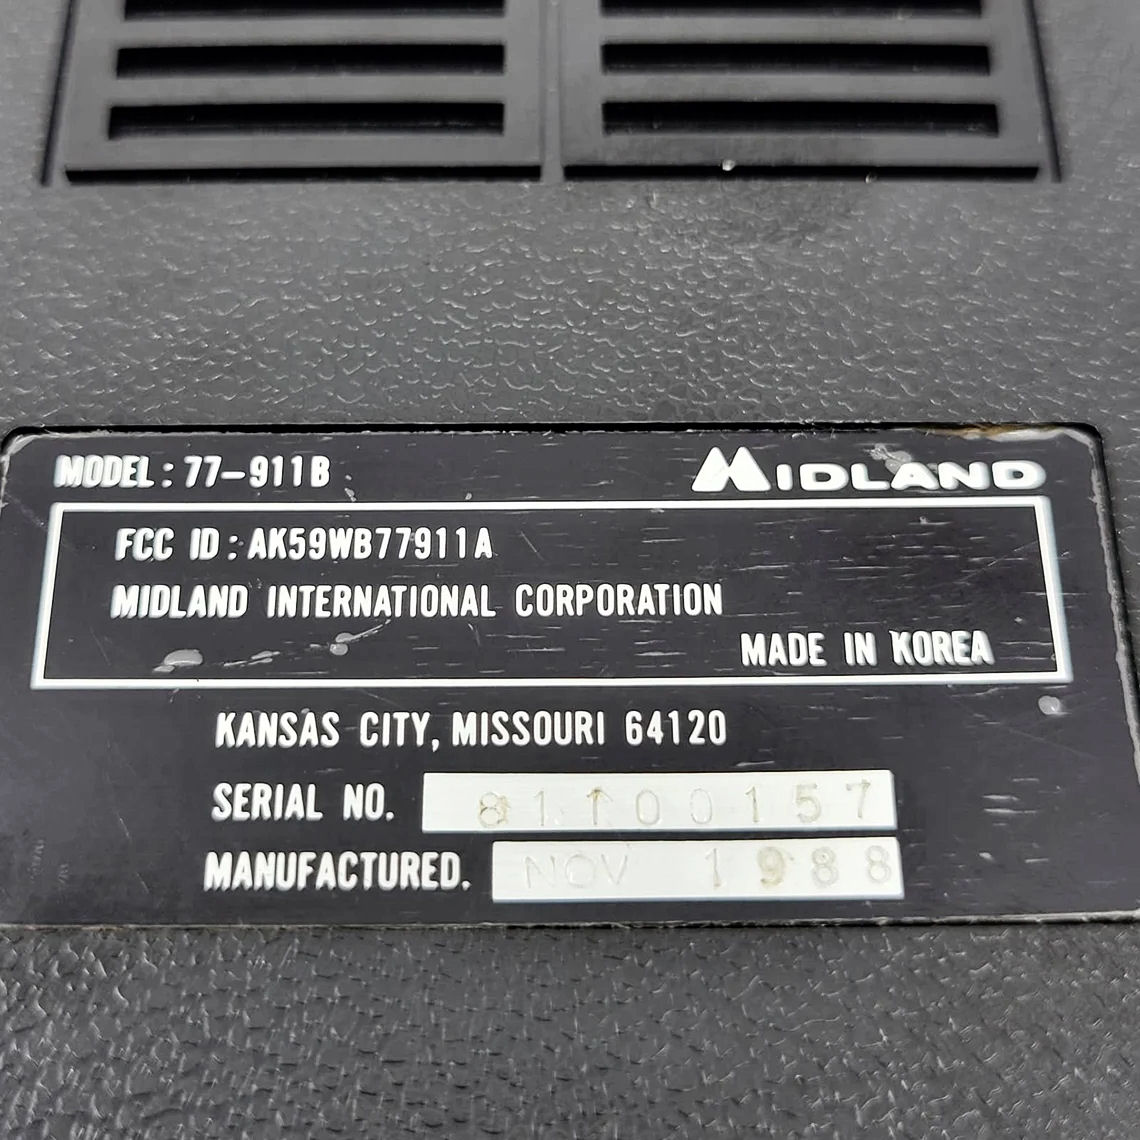 MODEL: 77-911B MIDLAND
FCC ID: AK59WB77911A
MIDLAND INTERNATIONAL CORPORATION
MADE IN KOREA
KANSAS CITY, MISSOURI 64120
SERIAL NO. 81100157
MANUFACTURED. NOV 1988